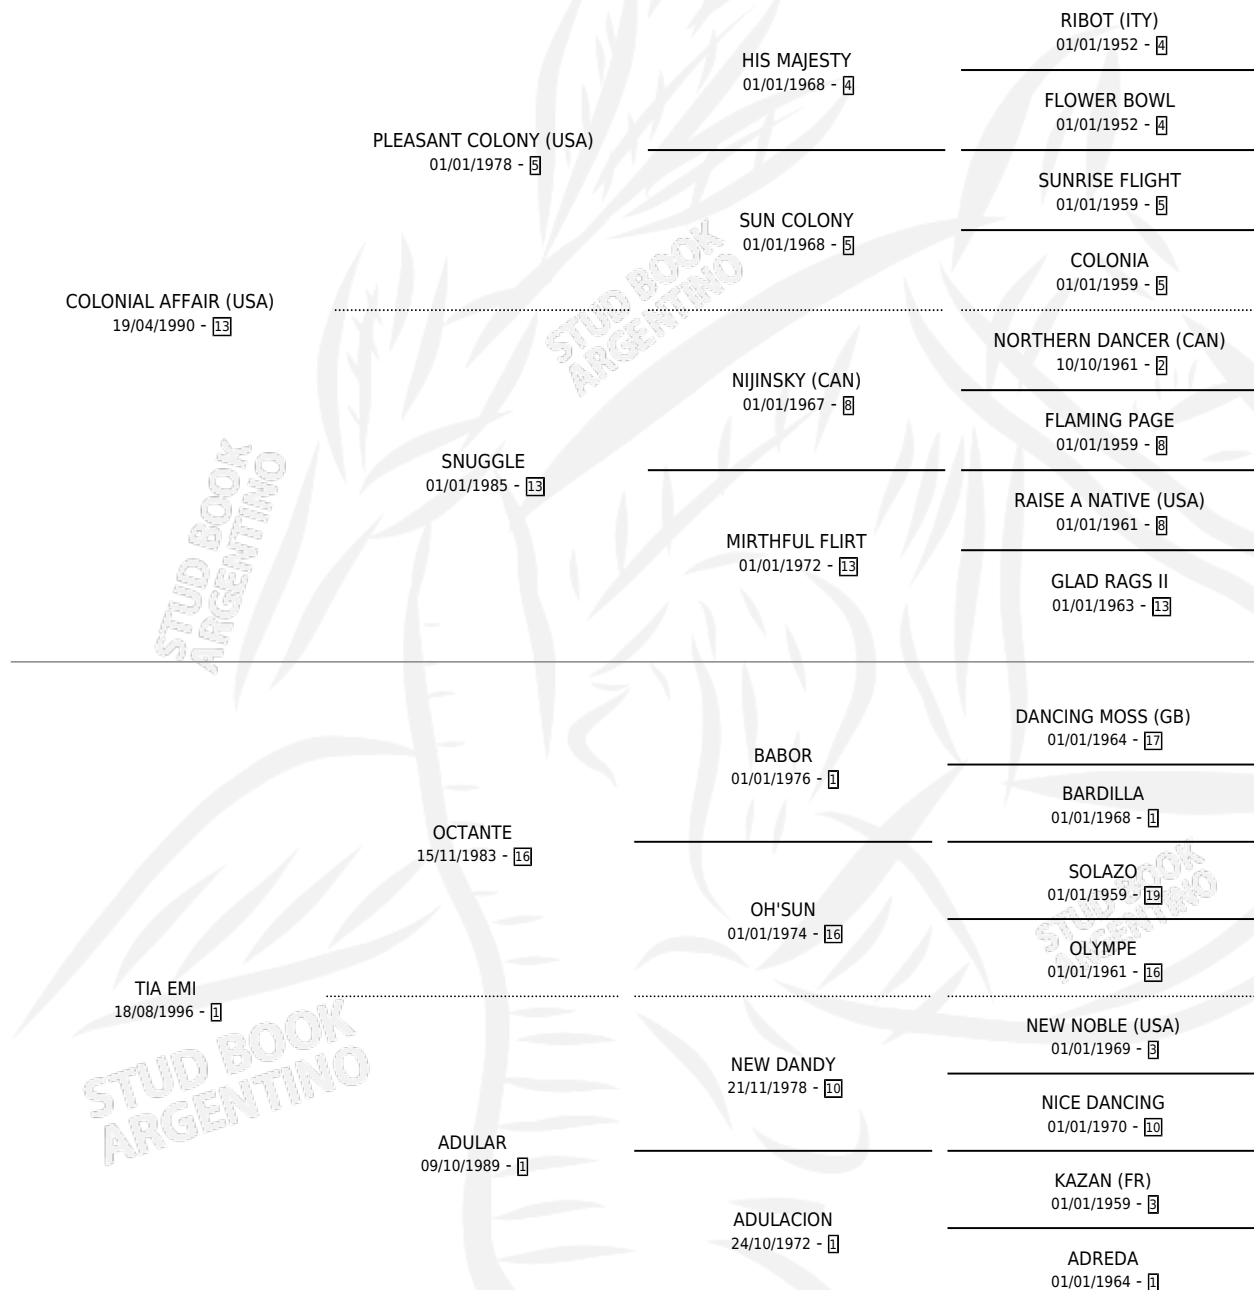 RIBOT (ITY)
01/01/1952 - 4
HIS MAJESTY
01/01/1968 - 4
FLOWER BOWL
01/01/1952 - 4
PLEASANT COLONY (USA)
01/01/1978 - 5
SUNRISE FLIGHT
01/01/1959 - 5
SUN COLONY
01/01/1968 - 5
COLONIA
01/01/1959 - 5
COLONIAL AFFAIR (USA)
19/04/1990 - 13
NORTHERN DANCER (CAN)
10/10/1961 - 2
NIJINSKY (CAN)
01/01/1967 - 8
FLAMING PAGE
01/01/1959 - 8
SNUGGLE
01/01/1985 - 13
RAISE A NATIVE (USA)
01/01/1961 - 8
MIRTHFUL FLIRT
01/01/1972 - 13
GLAD RAGS II
01/01/1963 - 13
STUD BOOK
ARGENTINO
STUD BOOK
ARGENTINO
DANCING MOSS (GB)
01/01/1964 - 17
BABOR
01/01/1976 - 1
BARDILLA
01/01/1968 - 1
OCTANTE
15/11/1983 - 16
SOLAZO
01/01/1959 - 19
OH'SUN
01/01/1974 - 16
OLYMPE
01/01/1961 - 16
STUD BOOK
ARGENTINO
TIA EMI
18/08/1996 - 1
NEW NOBLE (USA)
01/01/1969 - 3
NEW DANDY
21/11/1978 - 10
NICE DANCING
01/01/1970 - 10
STUD BOOK
ARGENTINO
ADULAR
09/10/1989 - 1
KAZAN (FR)
01/01/1959 - 3
ADULACION
24/10/1972 - 1
ADREDA
01/01/1964 - 1